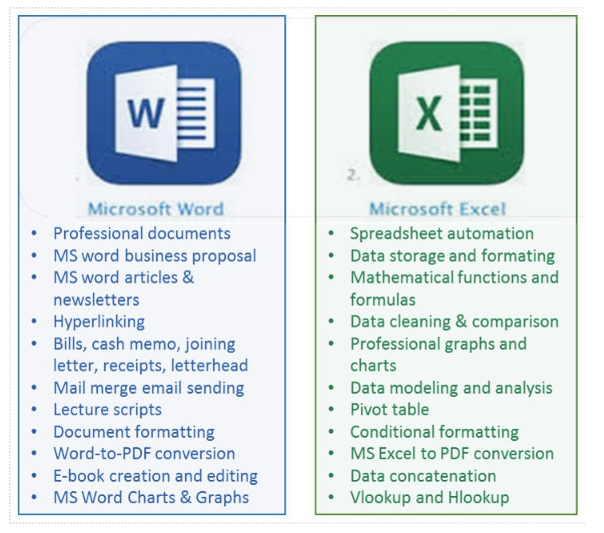 W
Microsoft Word
• Professional documents
• MS word business proposal
• MS word articles &
newsletters
• Hyperlinking
• Bills, cash memo, joining
letter, receipts, letterhead
• Mail merge email sending
• Lecture scripts
• Document formatting
• Word-to-PDF conversion
• E-book creation and editing
• MS Word Charts & Graphs
X
2.
Microsoft Excel
• Spreadsheet automation
• Data storage and formating
• Mathematical functions and
formulas
• Data cleaning & comparison
• Professional graphs and
charts
• Data modeling and analysis
• Pivot table
• Conditional formatting
• MS Excel to PDF conversion
• Data concatenation
• Vlookup and Hlookup